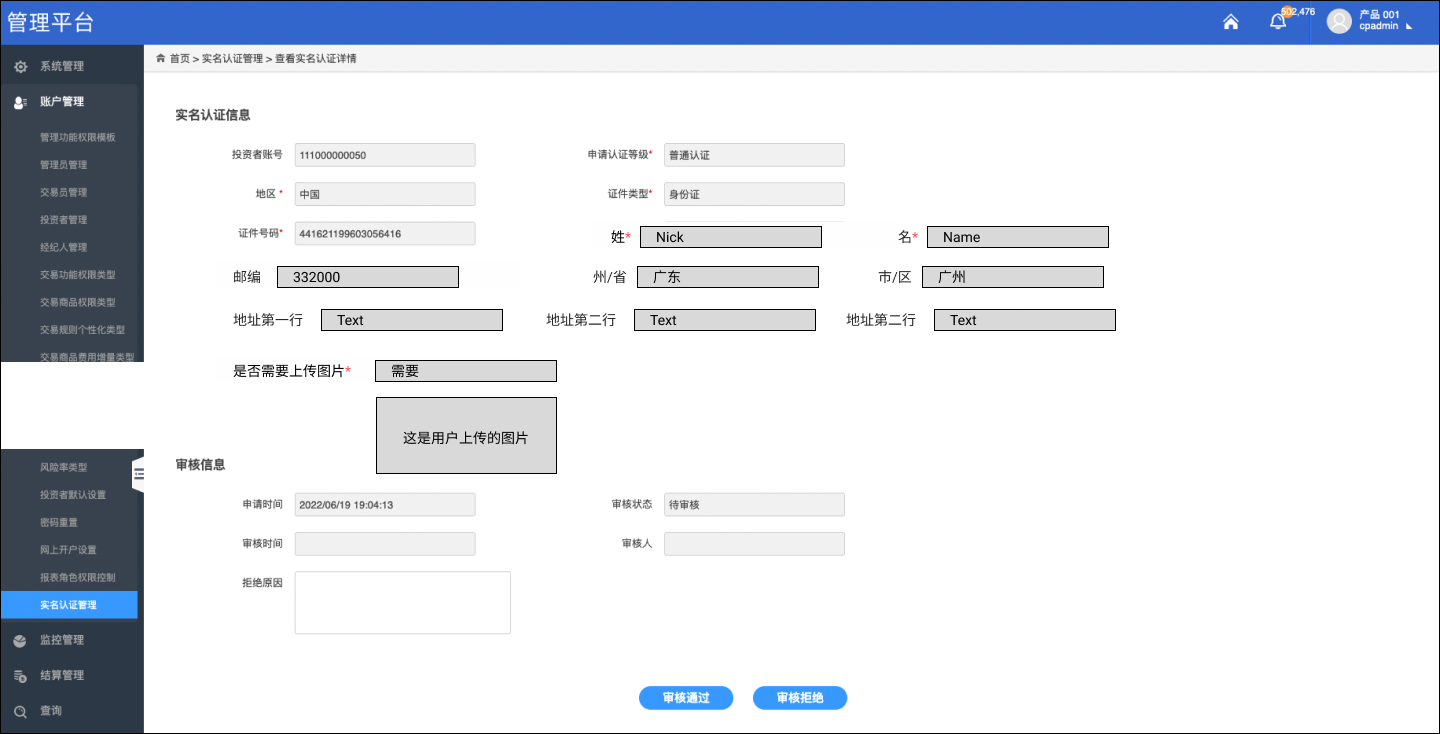 管理平台
502,476
产品 001
cpadmin
首页 > 实名认证管理 > 查看实名认证详情
系统管理
账户管理
管理功能权限模板
管理员管理
交易员管理
投资者管理
经纪人管理
交易功能权限类型
交易商品权限类型
交易规则个性化类型
交易商品费用增量类型
风险率类型
投资者默认设置
密码重置
网上开户设置
报表角色权限控制
实名认证管理
监控管理
结算管理
查询
实名认证信息
投资者账号 111000000050 申请认证等级* 普通认证
地区 * 中国 证件类型* 身份证
证件号码* 441621199603056416 姓* Nick 名* Name
邮编 332000 州/省 广东 市/区 广州
地址第一行 Text 地址第二行 Text 地址第二行 Text
是否需要上传图片* 需要
这是用户上传的图片
审核信息
申请时间 2022/06/19 19:04:13 审核状态 待审核
审核时间 审核人
拒绝原因
审核通过 审核拒绝